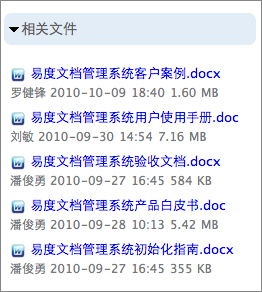 相关文件
易度文档管理系统客户案例.docx
罗健锋 2010-10-09 18:40 1.60 MB
易度文档管理系统用户使用手册.doc
刘敏 2010-09-30 14:54 7.16 MB
易度文档管理系统验收文档.docx
潘俊勇 2010-09-27 16:45 584 KB
易度文档管理系统产品白皮书.doc
潘俊勇 2010-09-28 10:13 5.42 MB
易度文档管理系统初始化指南.docx
潘俊勇 2010-09-27 16:45 355 KB